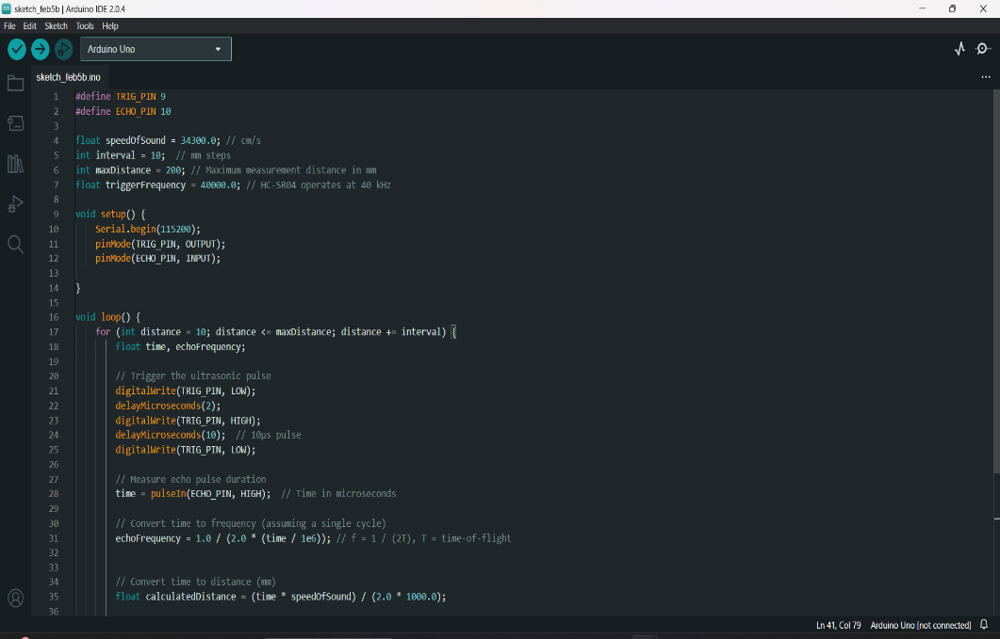 sketch_feb5b | Arduino IDE 2.0.4
File Edit Sketch Tools Help
Arduino Uno
sketch_feb5b.ino
1 #define TRIG_PIN 9
2 #define ECHO_PIN 10
3
4 float speedOfSound = 34300.0; // cm/s
5 int interval = 10; // mm steps
6 int maxDistance = 200; // Maximum measurement distance in mm
7 float triggerFrequency = 40000.0; // HC-SR04 operates at 40 kHz
8
9 void setup() {
10 Serial.begin(115200);
11 pinMode(TRIG_PIN, OUTPUT);
12 pinMode(ECHO_PIN, INPUT);
13
14 }
15
16 void loop() {
17 for (int distance = 10; distance <= maxDistance; distance += interval) {
18 float time, echoFrequency;
19
20 // Trigger the ultrasonic pulse
21 digitalWrite(TRIG_PIN, LOW);
22 delayMicroseconds(2);
23 digitalWrite(TRIG_PIN, HIGH);
24 delayMicroseconds(10); // 10µs pulse
25 digitalWrite(TRIG_PIN, LOW);
26
27 // Measure echo pulse duration
28 time = pulseIn(ECHO_PIN, HIGH); // Time in microseconds
29
30 // Convert time to frequency (assuming a single cycle)
31 echoFrequency = 1.0 / (2.0 * (time / 1e6)); // f = 1 / (2T), T = time-of-flight
32
33
34 // Convert time to distance (mm)
35 float calculatedDistance = (time * speedOfSound) / (2.0 * 1000.0);
36
Ln 41, Col 79 Arduino Uno [not connected]